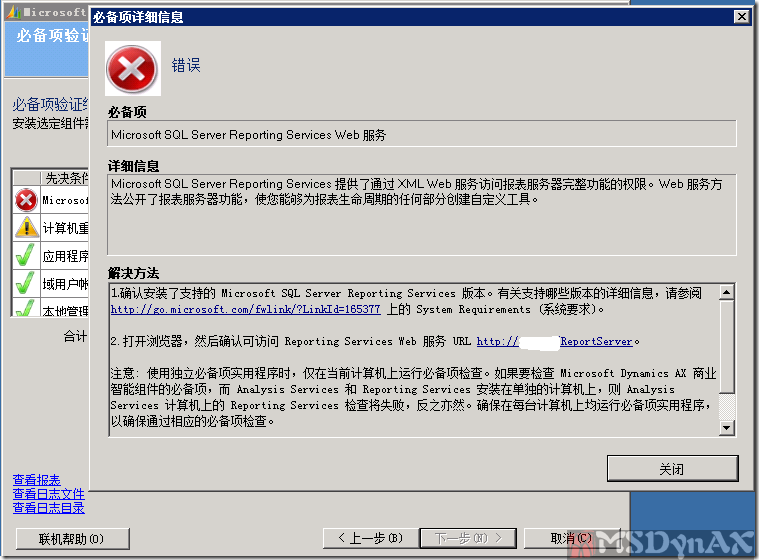 Microsoft
必备项详细信息
必备项验证
错误
必备项验证结
安装选定组件需
必备项
Microsoft SQL Server Reporting Services Web 服务
详细信息
Microsoft SQL Server Reporting Services 提供了通过 XML Web 服务访问报表服务器完整功能的权限。Web 服务方
法公开了报表服务器功能，使您能够为报表生命周期的任何部分创建自定义工具。
先决条件
Microsof
计算机重
应用程序
域用户帐
本地管理
合计
解决方法
1.确认安装了支持的 Microsoft SQL Server Reporting Services 版本。有关支持哪些版本的详细信息，请参阅
http://go.microsoft.com/fwlink/?LinkId=165377 上的 System Requirements (系统要求)。
2.打开浏览器，然后确认可访问 Reporting Services Web 服务 URL http:// ReportServer。
注意: 使用独立必备项实用程序时，仅在当前计算机上运行必备项检查。如果要检查 Microsoft Dynamics AX 商业
智能组件的必备项，而 Analysis Services 和 Reporting Services 安装在单独的计算机上，则 Analysis
Services 计算机上的 Reporting Services 检查将失败，反之亦然。确保在每台计算机上均运行必备项实用程序，
以确保通过相应的必备项检查。
关闭
查看报表
查看日志文件
查看日志目录
联机帮助(O)
< 上一步(B)
下一步(N) >
取消(C)
MSDynAX